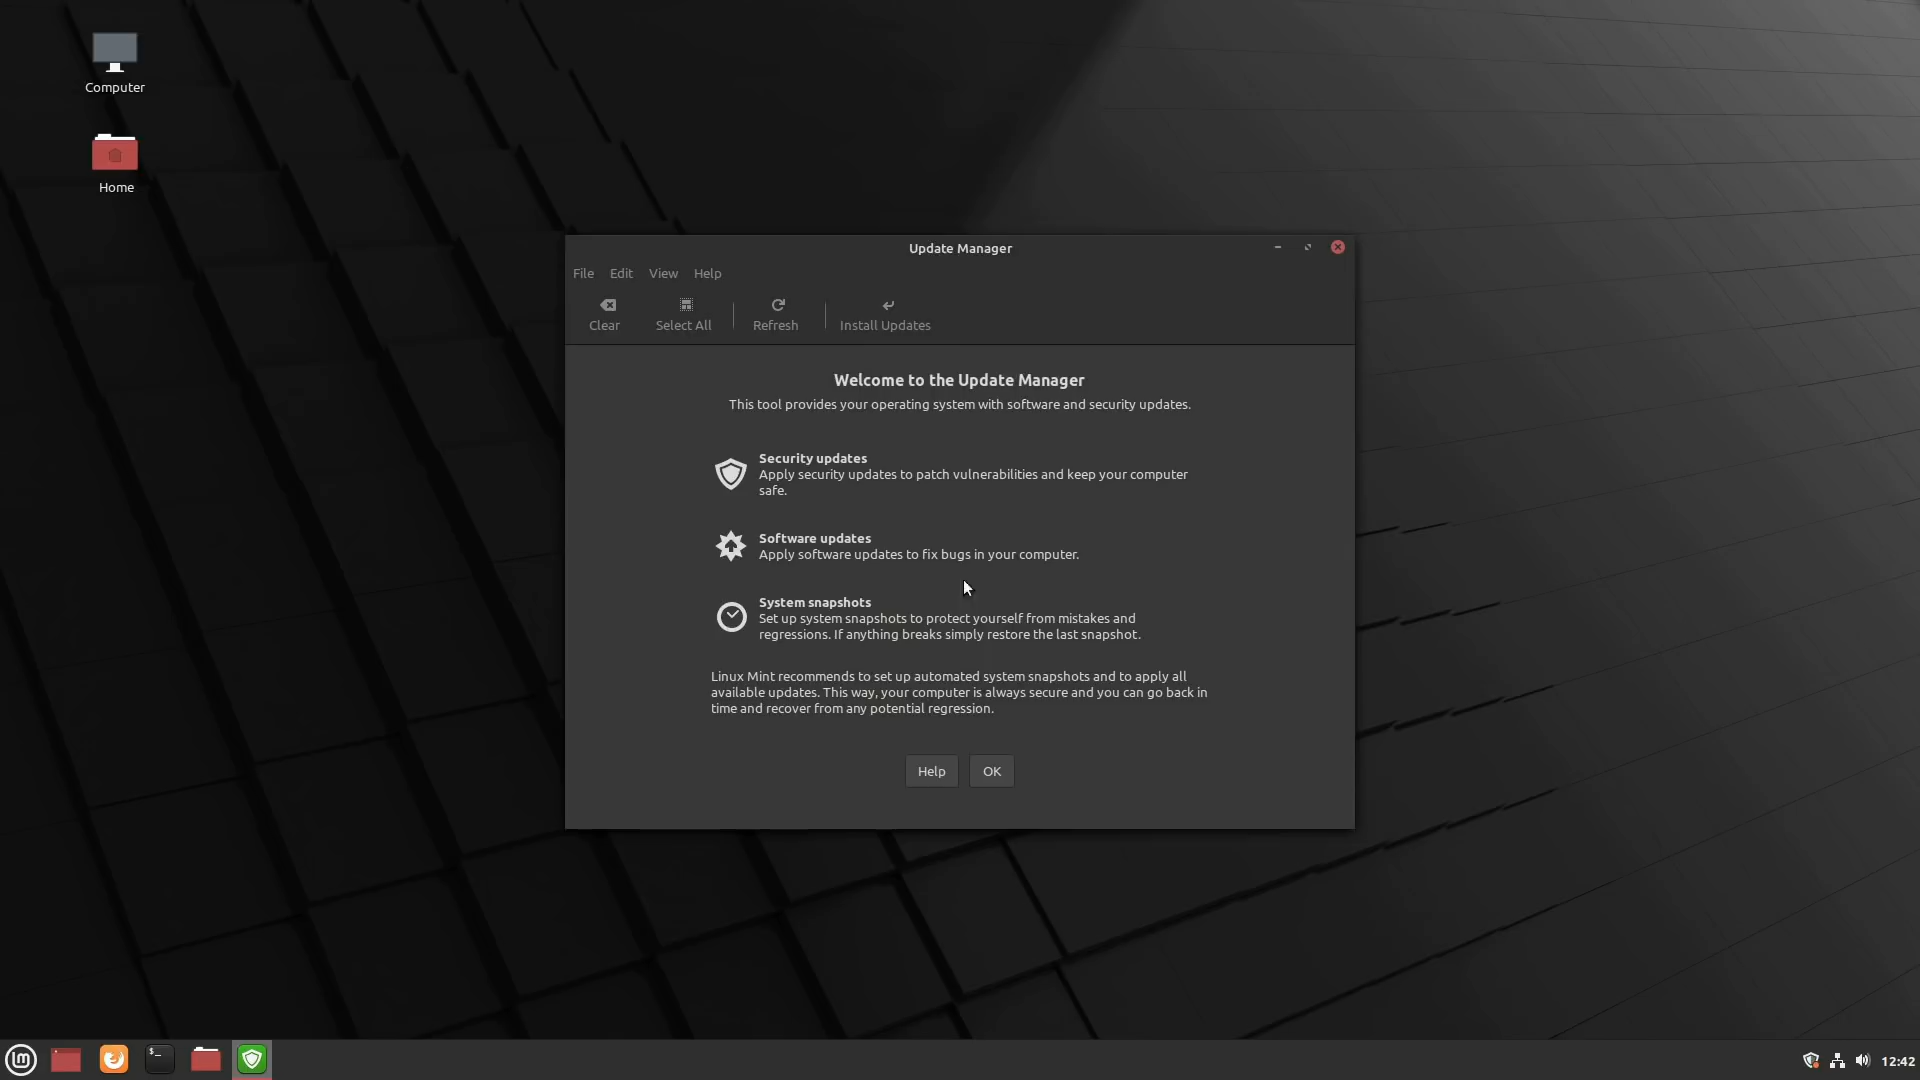 Computer
Home
Update Manager
File Edit View Help
Clear Select All Refresh Install Updates
Welcome to the Update Manager
This tool provides your operating system with software and security updates.
Security updates
Apply security updates to patch vulnerabilities and keep your computer
safe.
Software updates
Apply software updates to fix bugs in your computer.
System snapshots
Set up system snapshots to protect yourself from mistakes and
regressions. If anything breaks simply restore the last snapshot.
Linux Mint recommends to set up automated system snapshots and to apply all
available updates. This way, your computer is always secure and you can go back in
time and recover from any potential regression.
Help OK
12:42